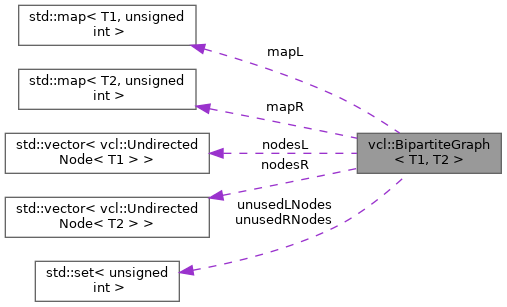 std::map< T1, unsigned
int >
mapL
std::map< T2, unsigned
int >
mapR
std::vector< vcl::Undirected
Node< T1 > >
nodesL
vcl::BipartiteGraph
< T1, T2 >
nodesR
std::vector< vcl::Undirected
Node< T2 > >
unusedLNodes
unusedRNodes
std::set< unsigned
int >